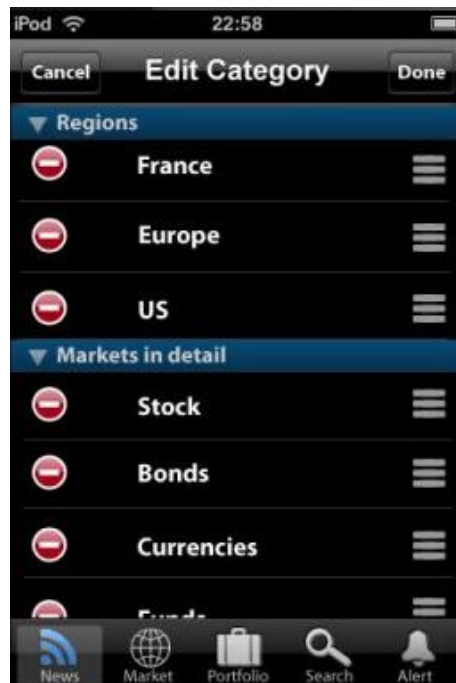 iPod 22:58
Cancel Edit Category Done
Regions
France
Europe
US
Markets in detail
Stock
Bonds
Currencies
Funds
News Market Portfolio Search Alert